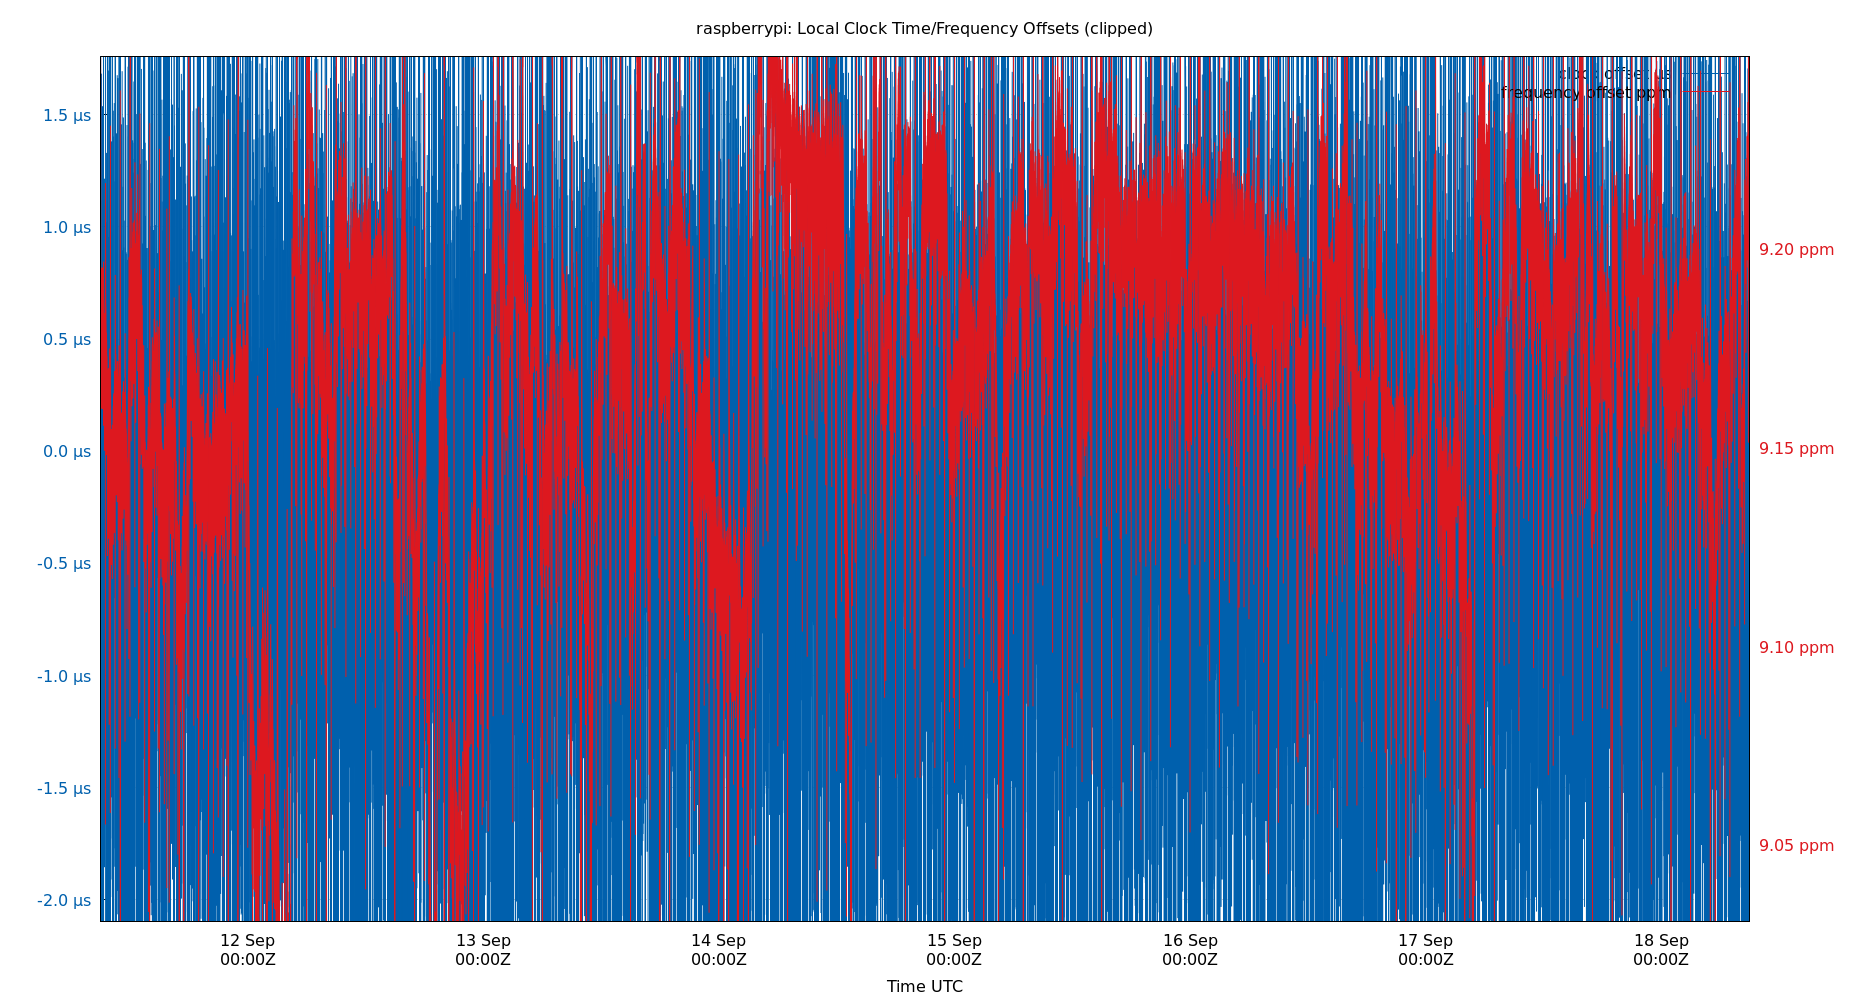 raspberrypi: Local Clock Time/Frequency Offsets (clipped)
clock offset µs
frequency offset ppm
1.5 µs
1.0 µs
0.5 µs
0.0 µs
-0.5 µs
-1.0 µs
-1.5 µs
-2.0 µs
9.20 ppm
9.15 ppm
9.10 ppm
9.05 ppm
12 Sep
00:00Z
13 Sep
00:00Z
14 Sep
00:00Z
15 Sep
00:00Z
16 Sep
00:00Z
17 Sep
00:00Z
18 Sep
00:00Z
Time UTC